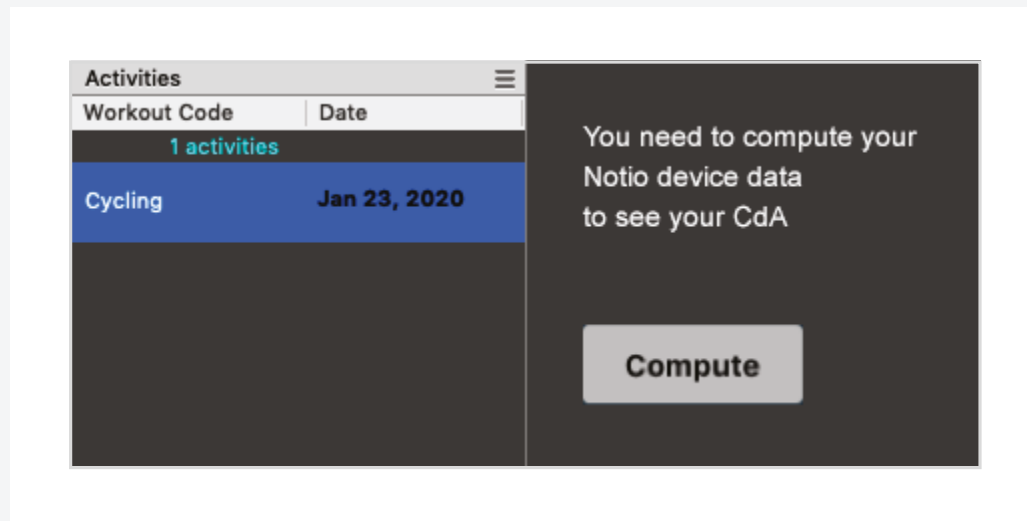 Activities
Workout Code Date
1 activities
Cycling Jan 23, 2020
You need to compute your
Notio device data
to see your CdA
Compute